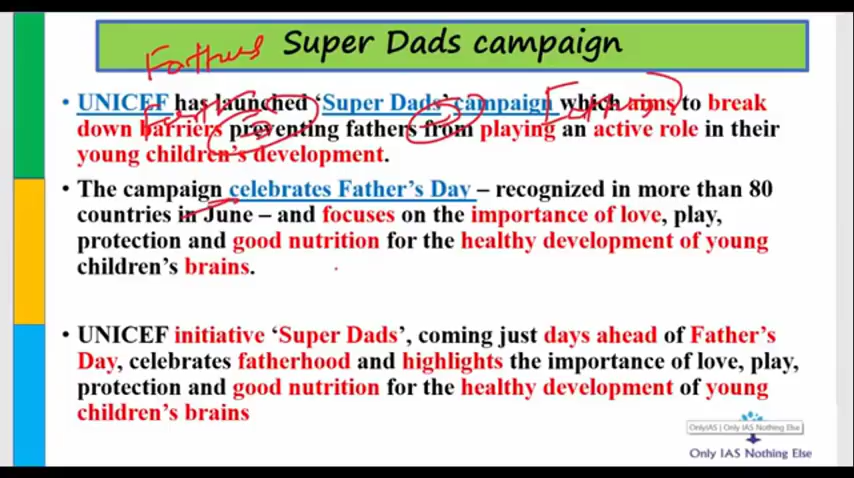 Super Dads campaign
Fathers
• UNICEF has launched ‘Super Dads’ campaign which aims to break
down barriers preventing fathers from playing an active role in their
young children’s development.
• The campaign celebrates Father’s Day – recognized in more than 80
countries in June – and focuses on the importance of love, play,
protection and good nutrition for the healthy development of young
children’s brains.
UNICEF initiative ‘Super Dads’, coming just days ahead of Father’s
Day, celebrates fatherhood and highlights the importance of love, play,
protection and good nutrition for the healthy development of young
children’s brains
OnlyIAS | Only IAS Nothing Else
Only IAS Nothing Else